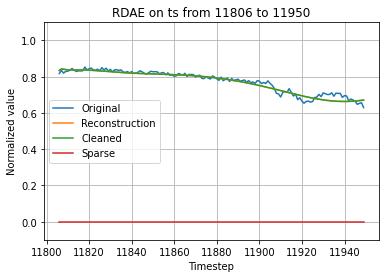 RDAE on ts from 11806 to 11950
Normalized value
1.0
0.8
0.6
0.4
0.2
0.0
Original
Reconstruction
Cleaned
Sparse
11800 11820 11840 11860 11880 11900 11920 11940
Timestep